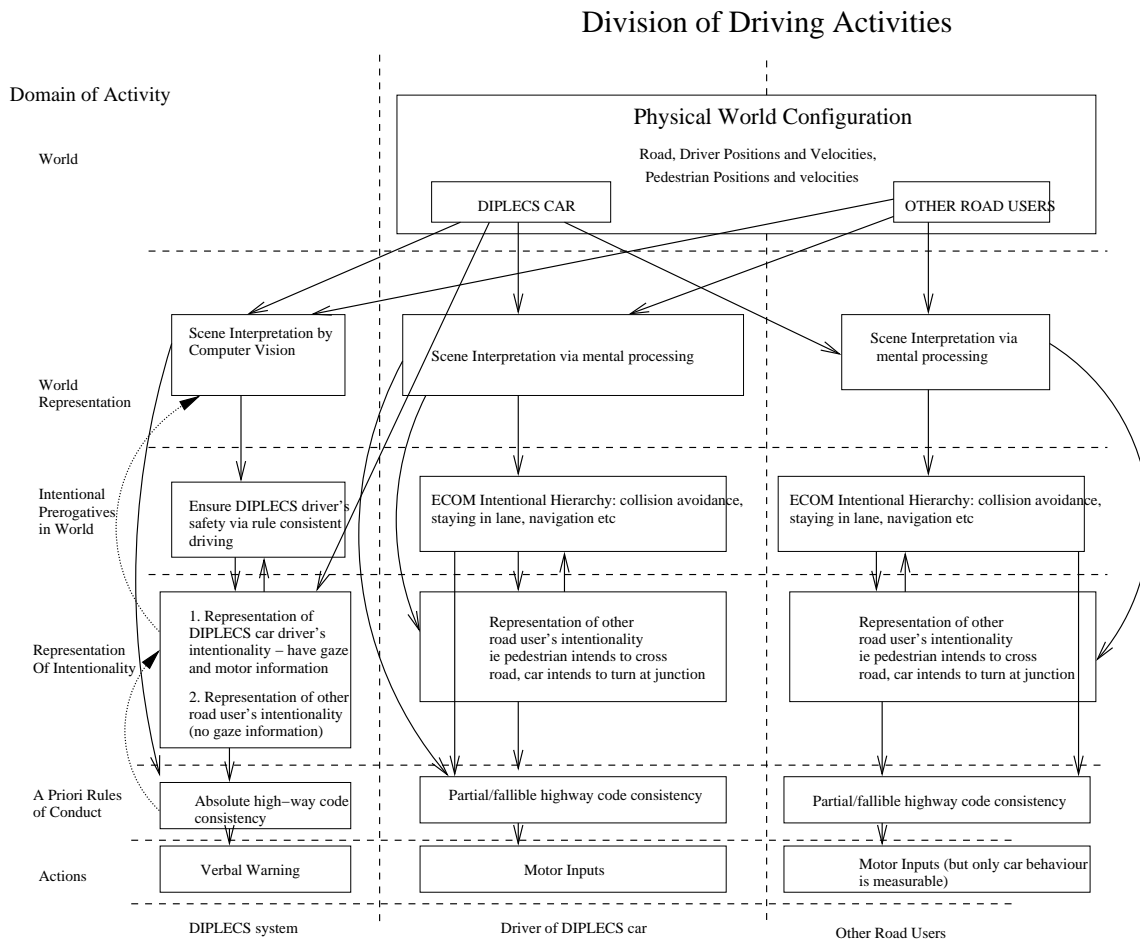 Division of Driving Activities
Domain of Activity
Physical World Configuration
World
Road, Driver Positions and Velocities,
Pedestrian Positions and velocities
DIPLECS CAR
OTHER ROAD USERS
Scene Interpretation by
Computer Vision
Scene Interpretation via mental processing
Scene Interpretation via
mental processing
World
Representation
Intentional
Prerogatives
in World
Ensure DIPLECS driver's
safety via rule consistent
driving
ECOM Intentional Hierarchy: collision avoidance,
staying in lane, navigation etc
ECOM Intentional Hierarchy: collision avoidance,
staying in lane, navigation etc
Representation
Of Intentionality
1. Representation of
DIPLECS car driver's
intentionality – have gaze
and motor information
2. Representation of other
road user's intentionality
(no gaze information)
Representation of other
road user's intentionality
ie pedestrian intends to cross
road, car intends to turn at junction
Representation of other
road user's intentionality
ie pedestrian intends to cross
road, car intends to turn at junction
A Priori Rules
of Conduct
Absolute high–way code
consistency
Partial/fallible highway code consistency
Partial/fallible highway code consistency
Actions
Verbal Warning
Motor Inputs
Motor Inputs (but only car behaviour
is measurable)
DIPLECS system
Driver of DIPLECS car
Other Road Users